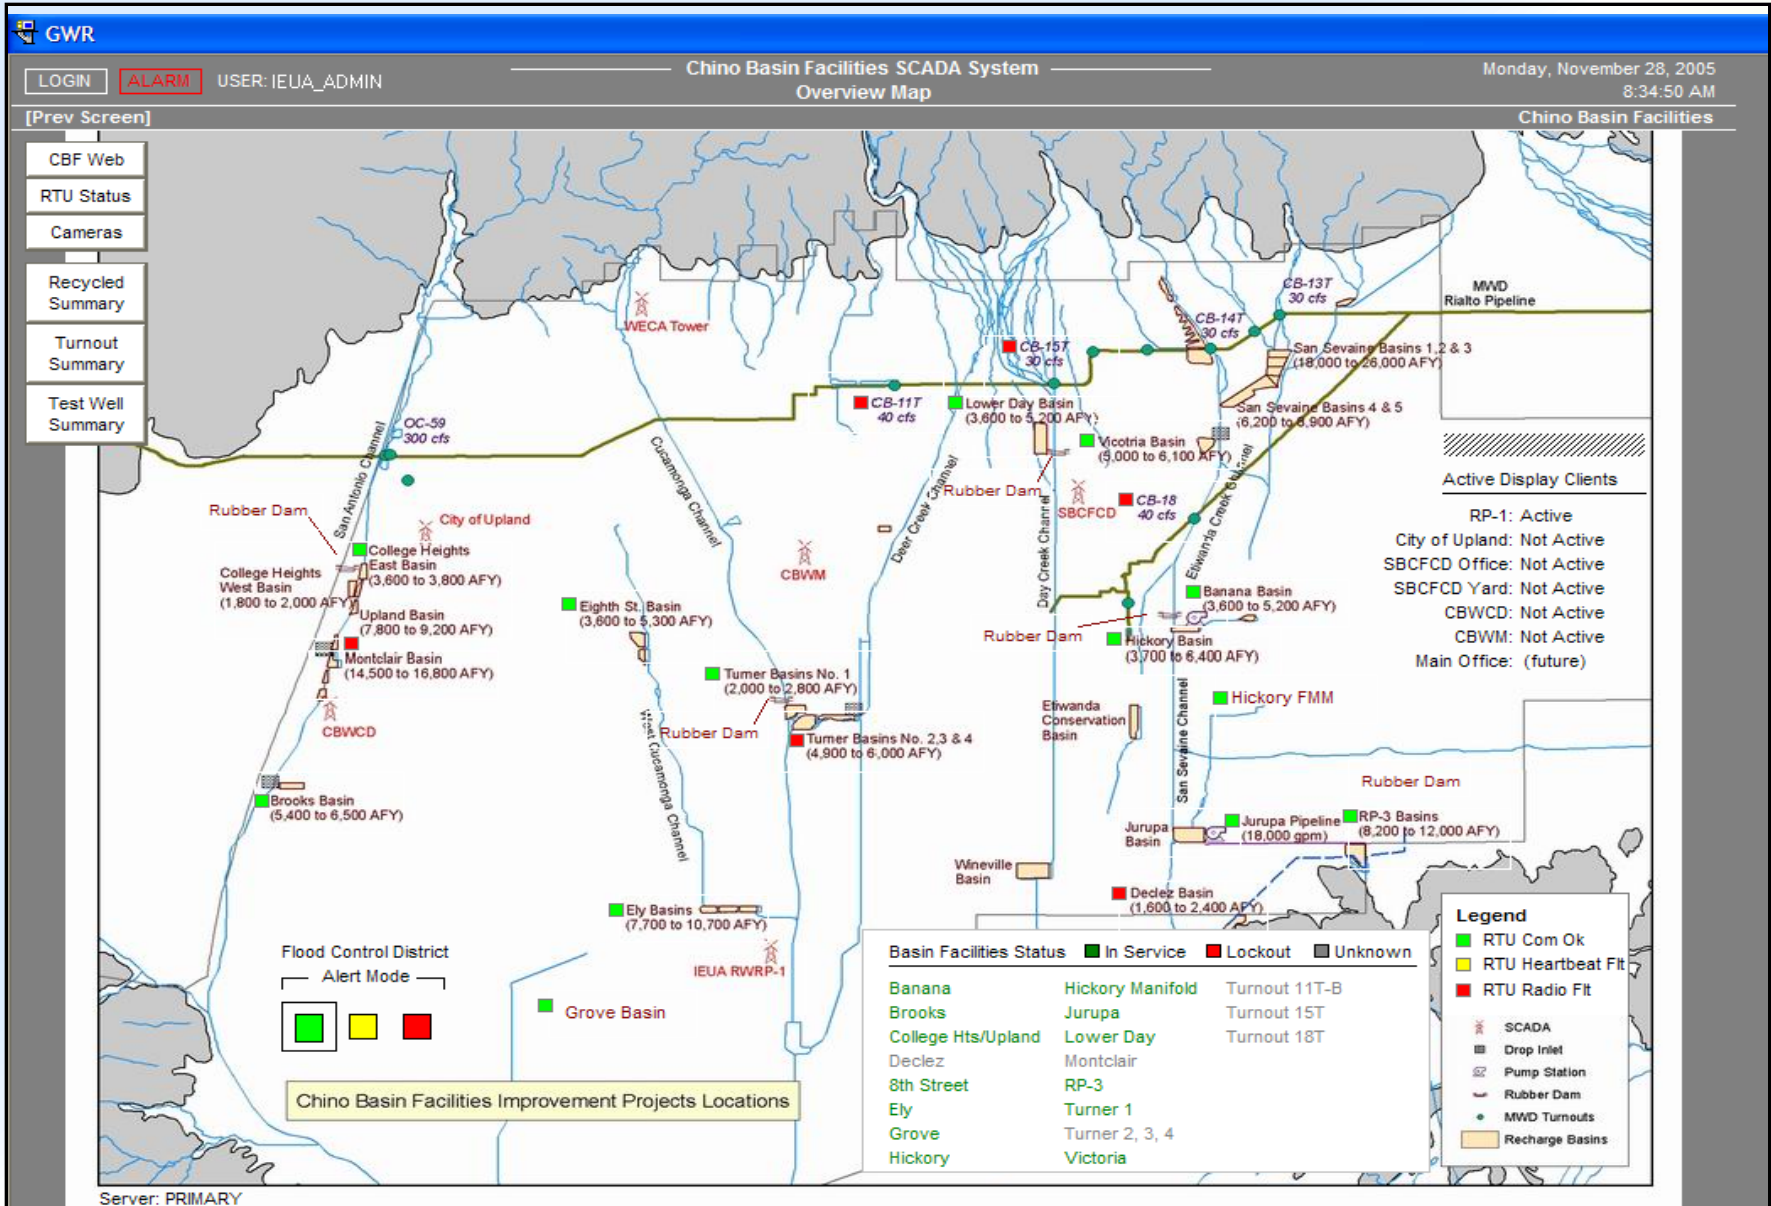 GWR
LOGIN ALARM USER: IEUA_ADMIN
Chino Basin Facilities SCADA System
Overview Map
Monday, November 28, 2005
8:34:50 AM
[Prev Screen]
Chino Basin Facilities
CBF Web
RTU Status
Cameras
Recycled
Summary
Turnout
Summary
Test Well
Summary
WECA Tower
CB-13T
30 cfs
MWD
Rialto Pipeline
CB-14T
30 cfs
CB-15T
30 cfs
San Sevaine Basins 1,2 & 3
(18,000 to 26,000 AFY)
CB-11T
40 cfs
Lower Day Basin
(3,600 to 5,200 AFY)
San Sevaine Basins 4 & 5
(6,200 to 8,900 AFY)
OC-59
300 cfs
Vicotria Basin
(5,000 to 6,100 AFY)
San Antonio Channel
Cucamonga Channel
Deer Creek Channel
Day Creek Channel
Etiwanda Creek Channel
Rubber Dam
SBCFCD
CB-18
40 cfs
Active Display Clients
RP-1: Active
City of Upland: Not Active
SBCFCD Office: Not Active
SBCFCD Yard: Not Active
CBWCD: Not Active
CBWM: Not Active
Main Office: (future)
Rubber Dam
City of Upland
College Heights
East Basin
(3,600 to 3,800 AFY)
College Heights
West Basin
(1,800 to 2,000 AFY)
Upland Basin
(7,800 to 9,200 AFY)
Montclair Basin
(14,500 to 16,800 AFY)
CBWCD
CBWM
Eighth St. Basin
(3,600 to 5,300 AFY)
Banana Basin
(3,600 to 5,200 AFY)
Rubber Dam
Hickory Basin
(3,700 to 6,400 AFY)
Turner Basins No. 1
(2,000 to 2,800 AFY)
Rubber Dam
Turner Basins No. 2,3 & 4
(4,900 to 6,000 AFY)
West Cucamonga Channel
Etiwanda
Conservation
Basin
San Sevaine Channel
Hickory FMM
Rubber Dam
Brooks Basin
(5,400 to 6,500 AFY)
Jurupa
Basin
Jurupa Pipeline
(18,000 gpm)
RP-3 Basins
(8,200 to 12,000 AFY)
Wineville
Basin
Declez Basin
(1,600 to 2,400 AFY)
Ely Basins
(7,700 to 10,700 AFY)
IEUA RWRP-1
Grove Basin
Flood Control District
Alert Mode
Chino Basin Facilities Improvement Projects Locations
Basin Facilities Status In Service Lockout Unknown
Banana Hickory Manifold Turnout 11T-B
Brooks Jurupa Turnout 15T
College Hts/Upland Lower Day Turnout 18T
Declez Montclair
8th Street RP-3
Ely Turner 1
Grove Turner 2, 3, 4
Hickory Victoria
Legend
RTU Com Ok
RTU Heartbeat Flt
RTU Radio Flt
SCADA
Drop Inlet
Pump Station
Rubber Dam
MWD Turnouts
Recharge Basins
Server: PRIMARY